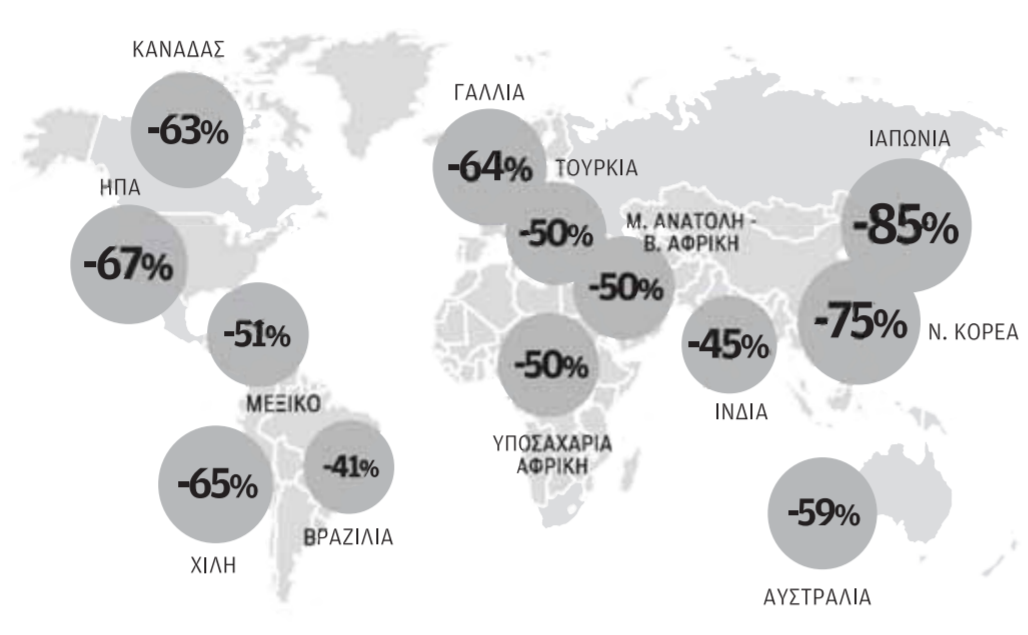 ΚΑΝΑΔΑΣ
-63%
ΗΠΑ
-67%
-51%
ΜΕΞΙΚΟ
-65%
ΧΙΛΗ
-41%
ΒΡΑΖΙΛΙΑ
ΓΑΛΛΙΑ
-64%
ΤΟΥΡΚΙΑ
-50%
Μ. ΑΝΑΤΟΛΗ -
Β. ΑΦΡΙΚΗ
-50%
-50%
ΥΠΟΣΑΧΑΡΙΑ
ΑΦΡΙΚΗ
-45%
ΙΝΔΙΑ
ΙΑΠΩΝΙΑ
-85%
-75%
Ν. ΚΟΡΕΑ
-59%
ΑΥΣΤΡΑΛΙΑ